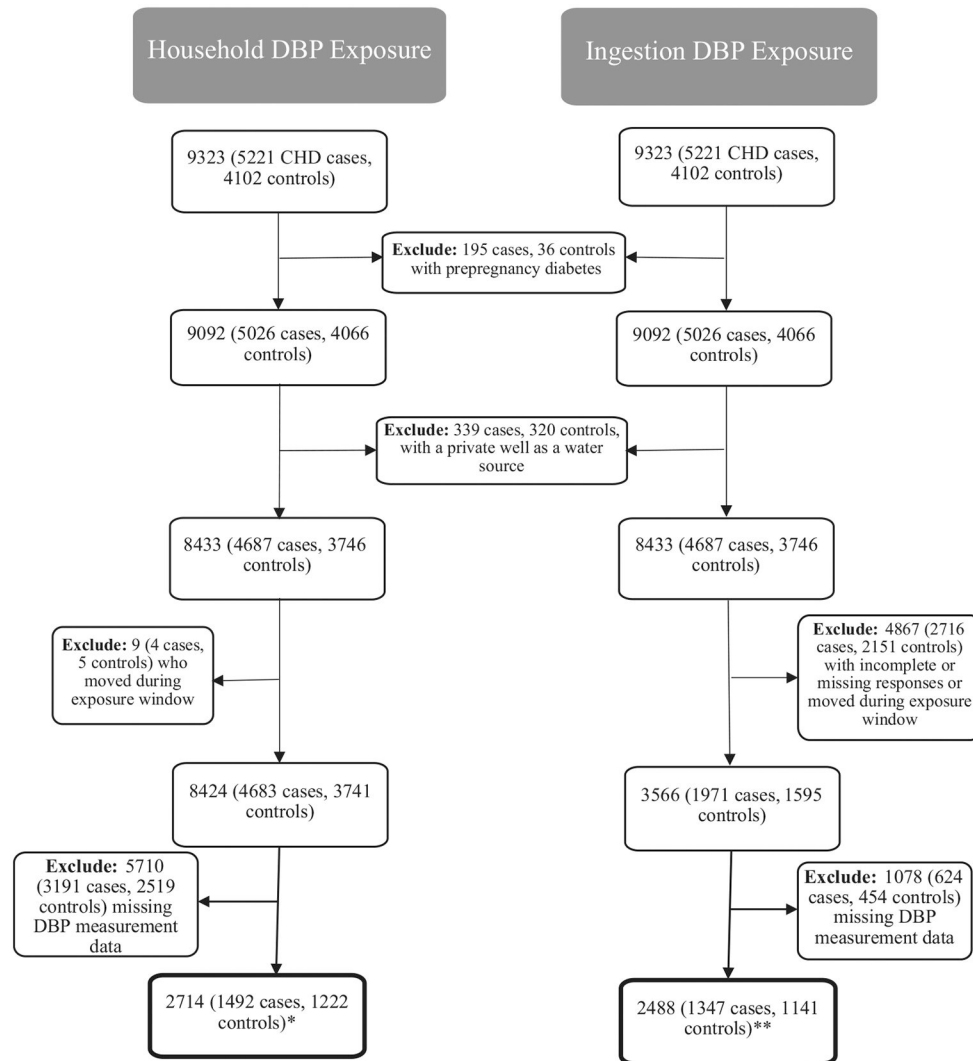 Household DBP Exposure
Ingestion DBP Exposure
9323 (5221 CHD cases,
4102 controls)
9323 (5221 CHD cases,
4102 controls)
Exclude: 195 cases, 36 controls
with prepregnancy diabetes
9092 (5026 cases, 4066
controls)
9092 (5026 cases, 4066
controls)
Exclude: 339 cases, 320 controls,
with a private well as a water
source
8433 (4687 cases, 3746
controls)
8433 (4687 cases, 3746
controls)
Exclude: 9 (4 cases,
5 controls) who
moved during
exposure window
Exclude: 4867 (2716
cases, 2151 controls)
with incomplete or
missing responses or
moved during exposure
window
8424 (4683 cases, 3741
controls)
3566 (1971 cases, 1595
controls)
Exclude: 5710
(3191 cases, 2519
controls) missing
DBP measurement
data
Exclude: 1078 (624
cases, 454 controls)
missing DBP
measurement data
2714 (1492 cases, 1222
controls)*
2488 (1347 cases, 1141
controls)**